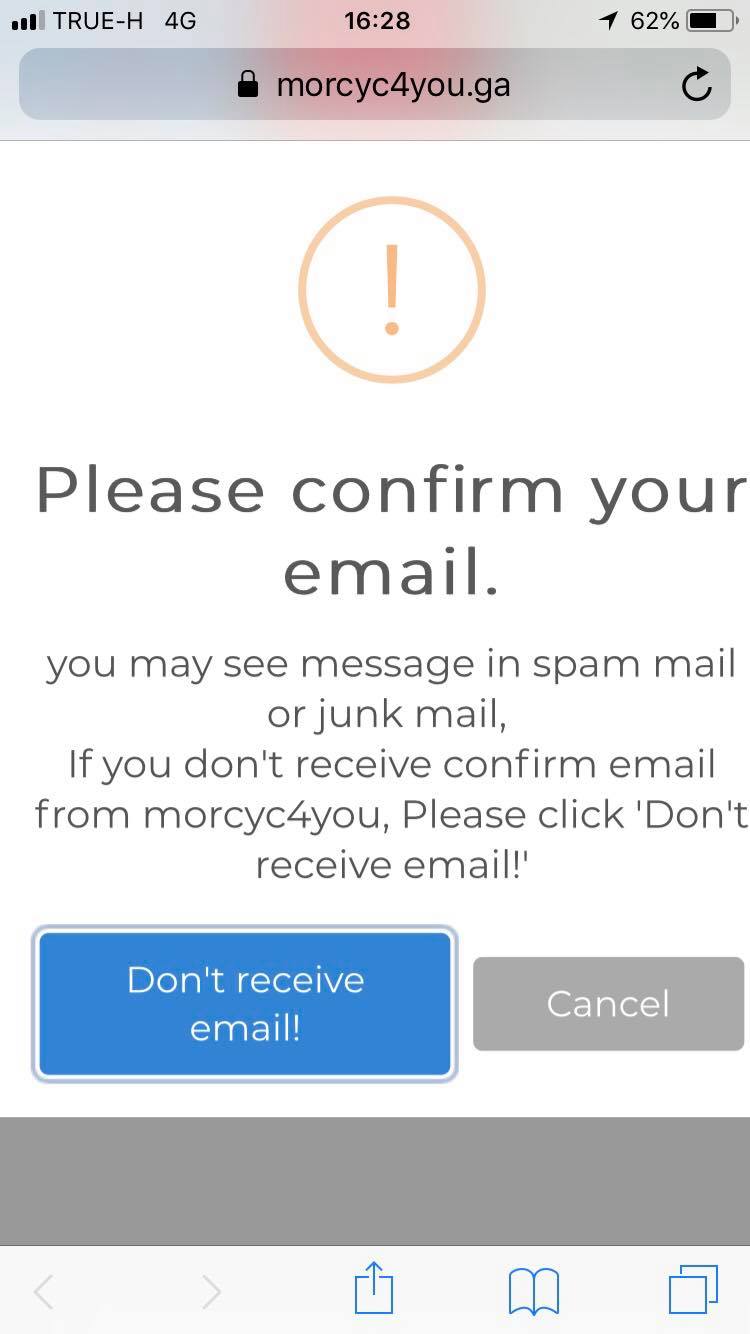 TRUE-H 4G 16:28 62%
morcyc4you.ga
!
Please confirm your
email.
you may see message in spam mail
or junk mail,
If you don't receive confirm email
from morcyc4you, Please click 'Don't
receive email!'
Don't receive
email!
Cancel